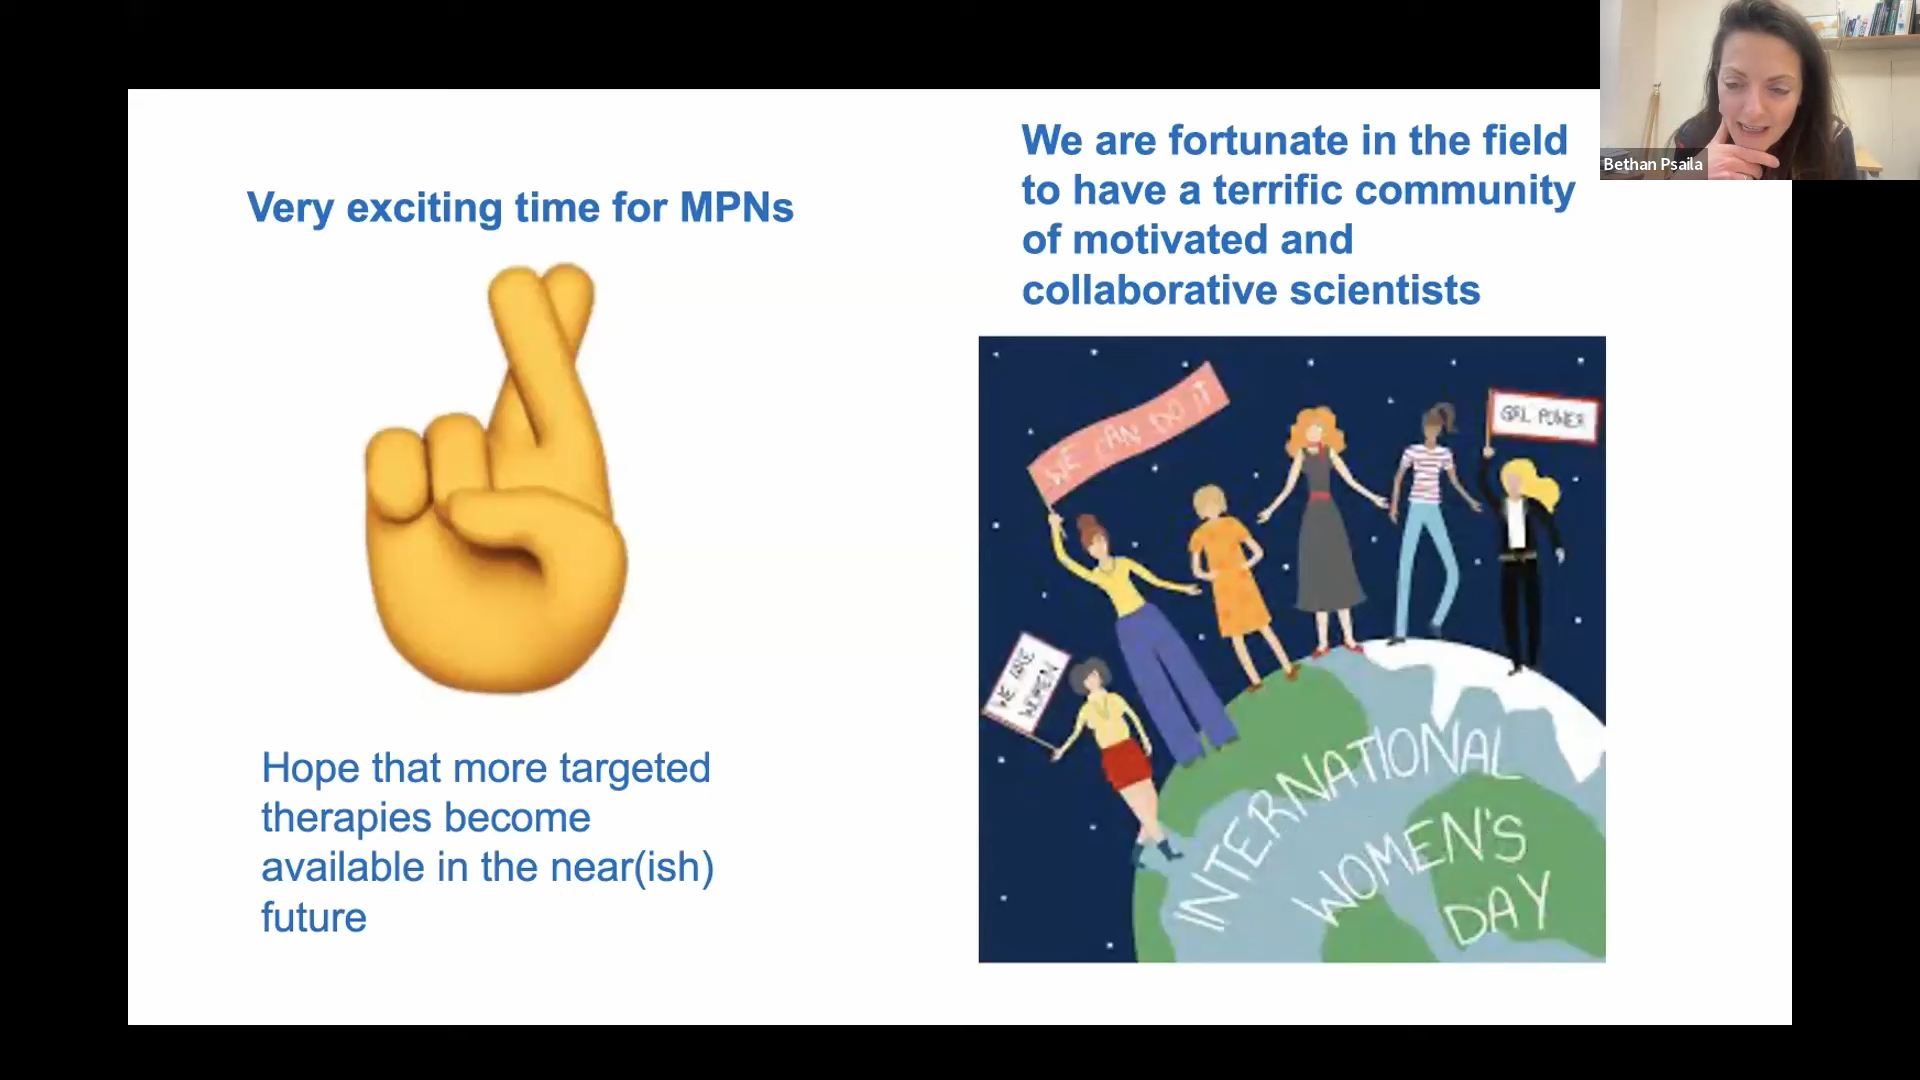 Very exciting time for MPNs
Hope that more targeted
therapies become
available in the near(ish)
future
We are fortunate in the field
to have a terrific community
of motivated and
collaborative scientists
WE CAN DO IT
GIRL POWER
WE ARE
WOMEN
INTERNATIONAL
WOMEN'S
DAY
Bethan Psaila